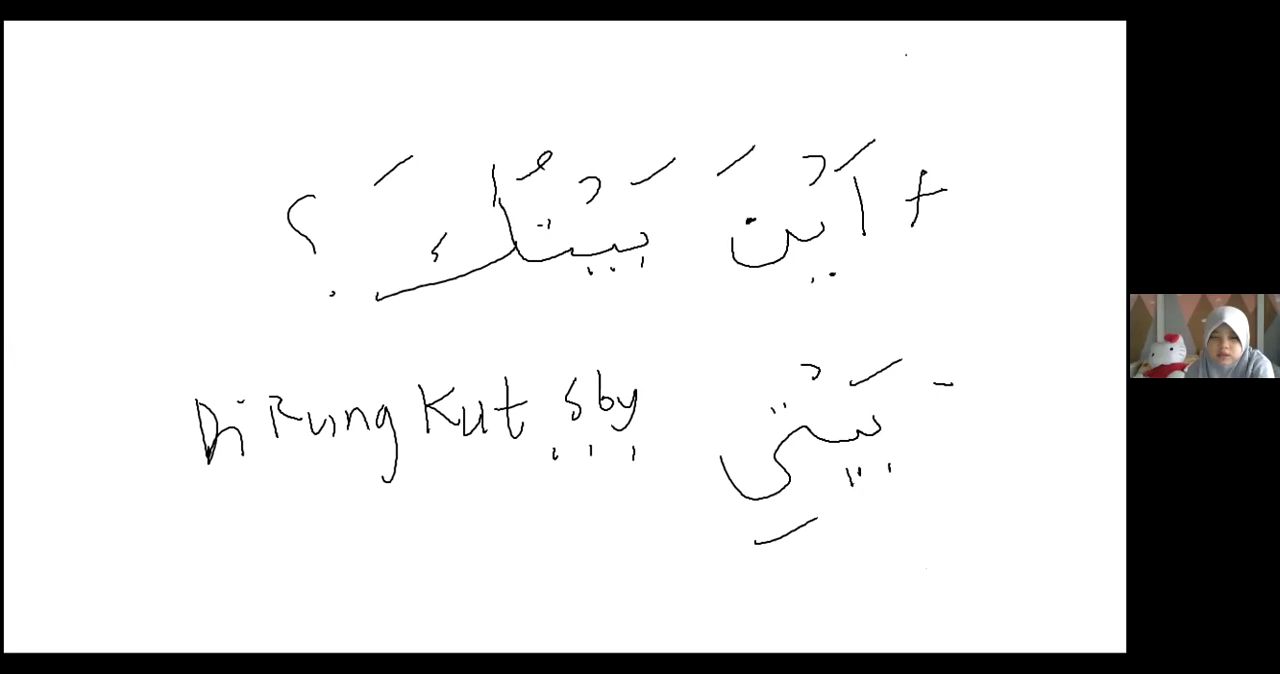 + اَيْنَ بَيْتُكَ ؟
- بَيْتِي Di Rungkut sby ...